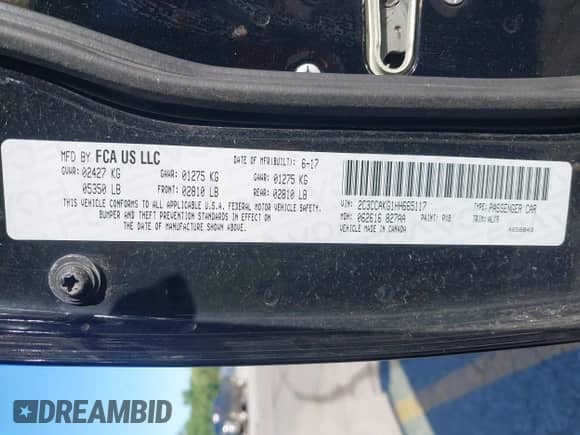 MFD BY FCA US LLC DATE OF MFR(BUILT): 6-17
GVWR: 02427 KG GAWR: 01275 KG GAWR: 01275 KG
05350 LB FRONT: 02810 LB REAR: 02810 LB
THIS VEHICLE CONFORMS TO ALL APPLICABLE U.S. FEDERAL MOTOR VEHICLE SAFETY,
BUMPER AND THEFT PREVENTION STANDARDS IN EFFECT ON
THE DATE OF MANUFACTURE SHOWN ABOVE.
VIN: 2C3CCAKG1HH665117 TYPE: PASSENGER CAR
MDH: 062616 827AA PAINT: PXB TRIM: ALTR
VEHICLE MADE IN CANADA
DREAMBID